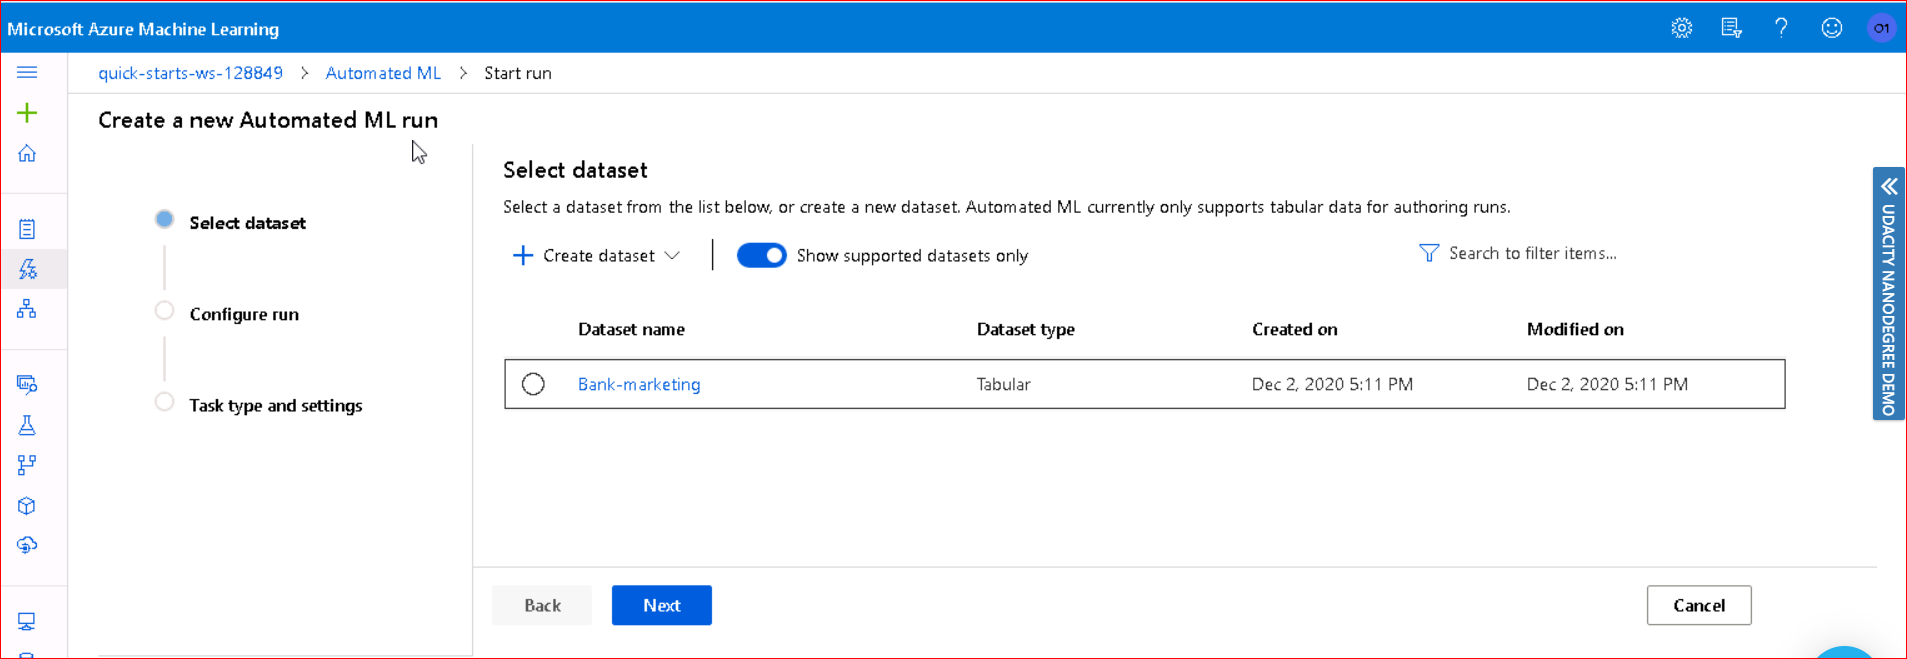 Microsoft Azure Machine Learning
01
quick-starts-ws-128849 > Automated ML > Start run
Create a new Automated ML run
Select dataset
Configure run
Task type and settings
Select dataset
Select a dataset from the list below, or create a new dataset. Automated ML currently only supports tabular data for authoring runs.
Create dataset
Show supported datasets only
Search to filter items...
Dataset name Dataset type Created on Modified on
Bank-marketing Tabular Dec 2, 2020 5:11 PM Dec 2, 2020 5:11 PM
Back Next Cancel
UDACITY NANODEGREE DEMO